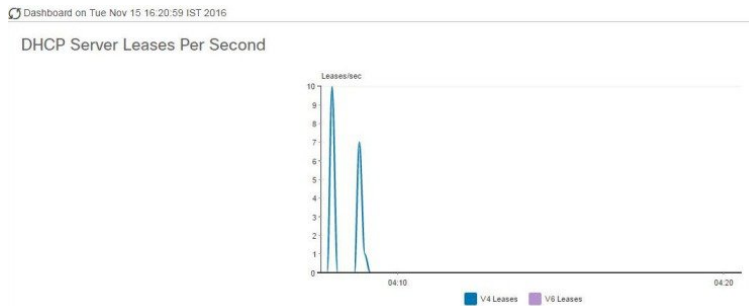 Dashboard on Tue Nov 15 16:20:59 IST 2016
DHCP Server Leases Per Second
Leases/sec
10
9
8
7
6
5
4
3
2
1
0
04:10
04:20
V4 Leases
V6 Leases